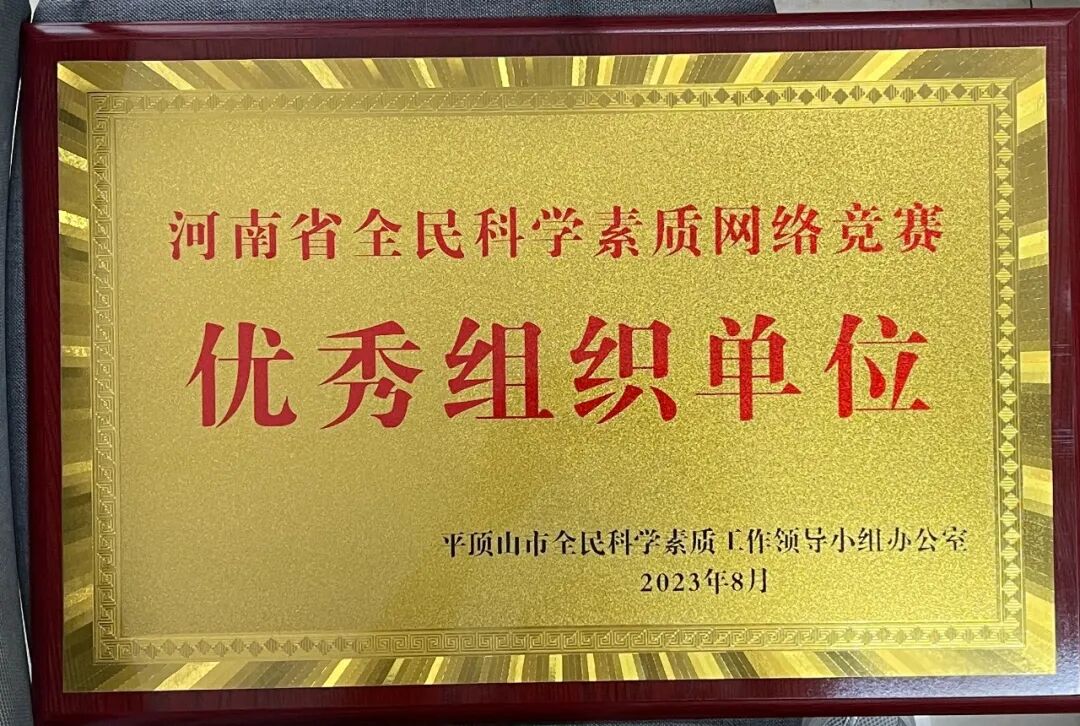 河南省全民科学素质网络竞赛
优秀组织单位
平顶山市全民科学素质工作领导小组办公室
2023年8月